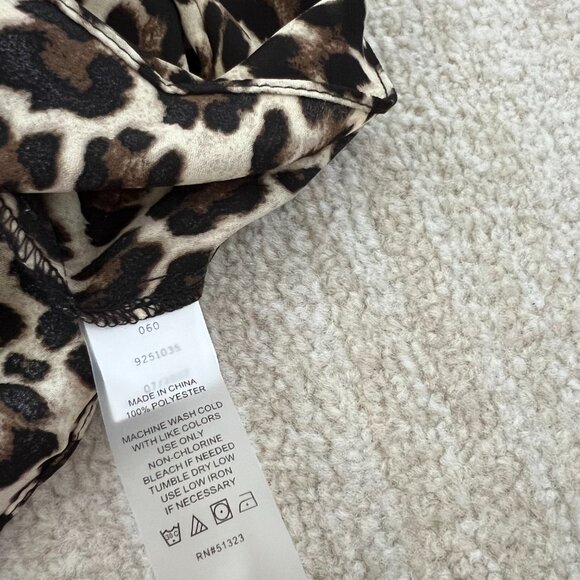 060
9251035
MADE IN CHINA
100% POLYESTER
MACHINE WASH COLD
WITH LIKE COLORS
USE ONLY
NON-CHLORINE
BLEACH IF NEEDED
TUMBLE DRY LOW
USE LOW IRON
IF NECESSARY
RN#51323